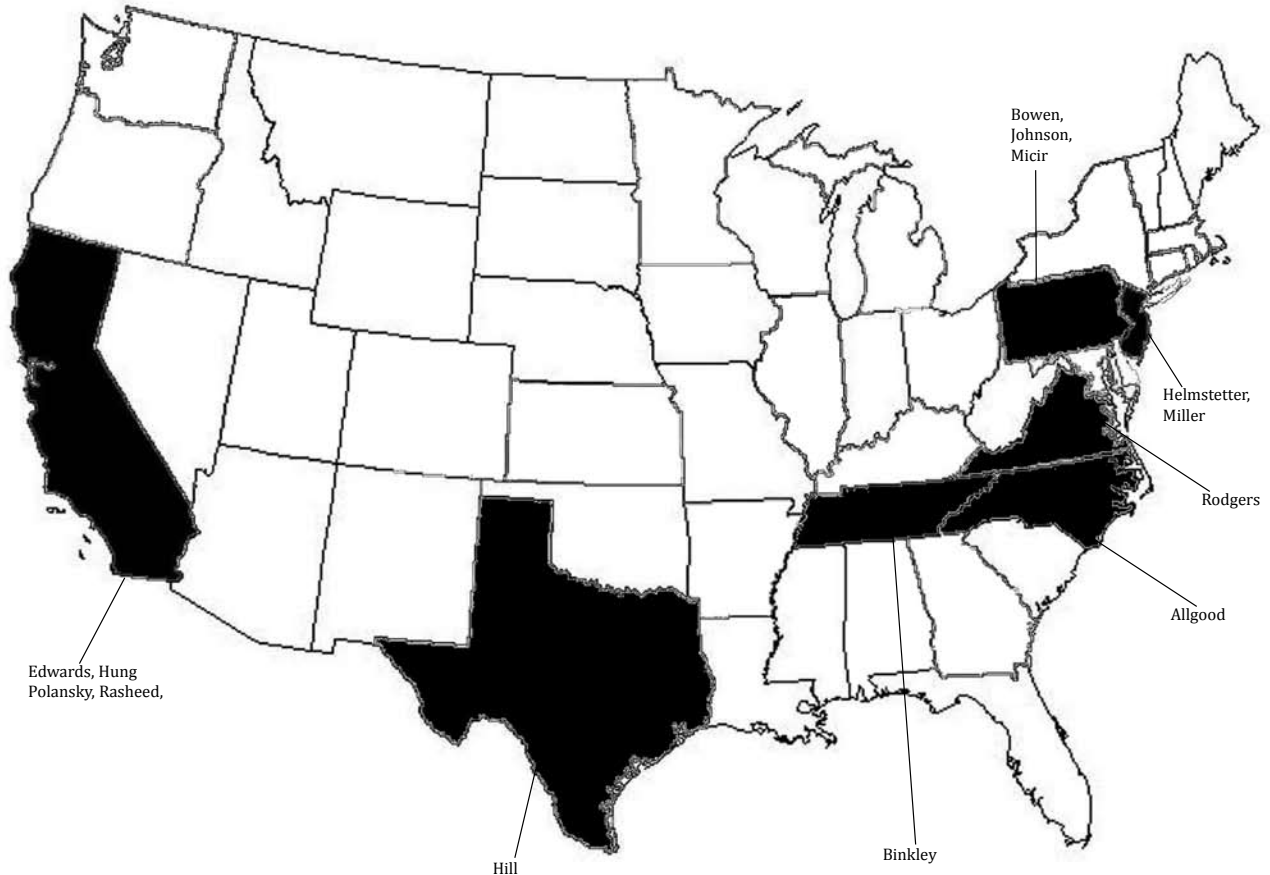 Bowen,
Johnson,
Micir
Helmstetter,
Miller
Rodgers
Allgood
Edwards, Hung
Polansky, Rasheed,
Binkley
Hill